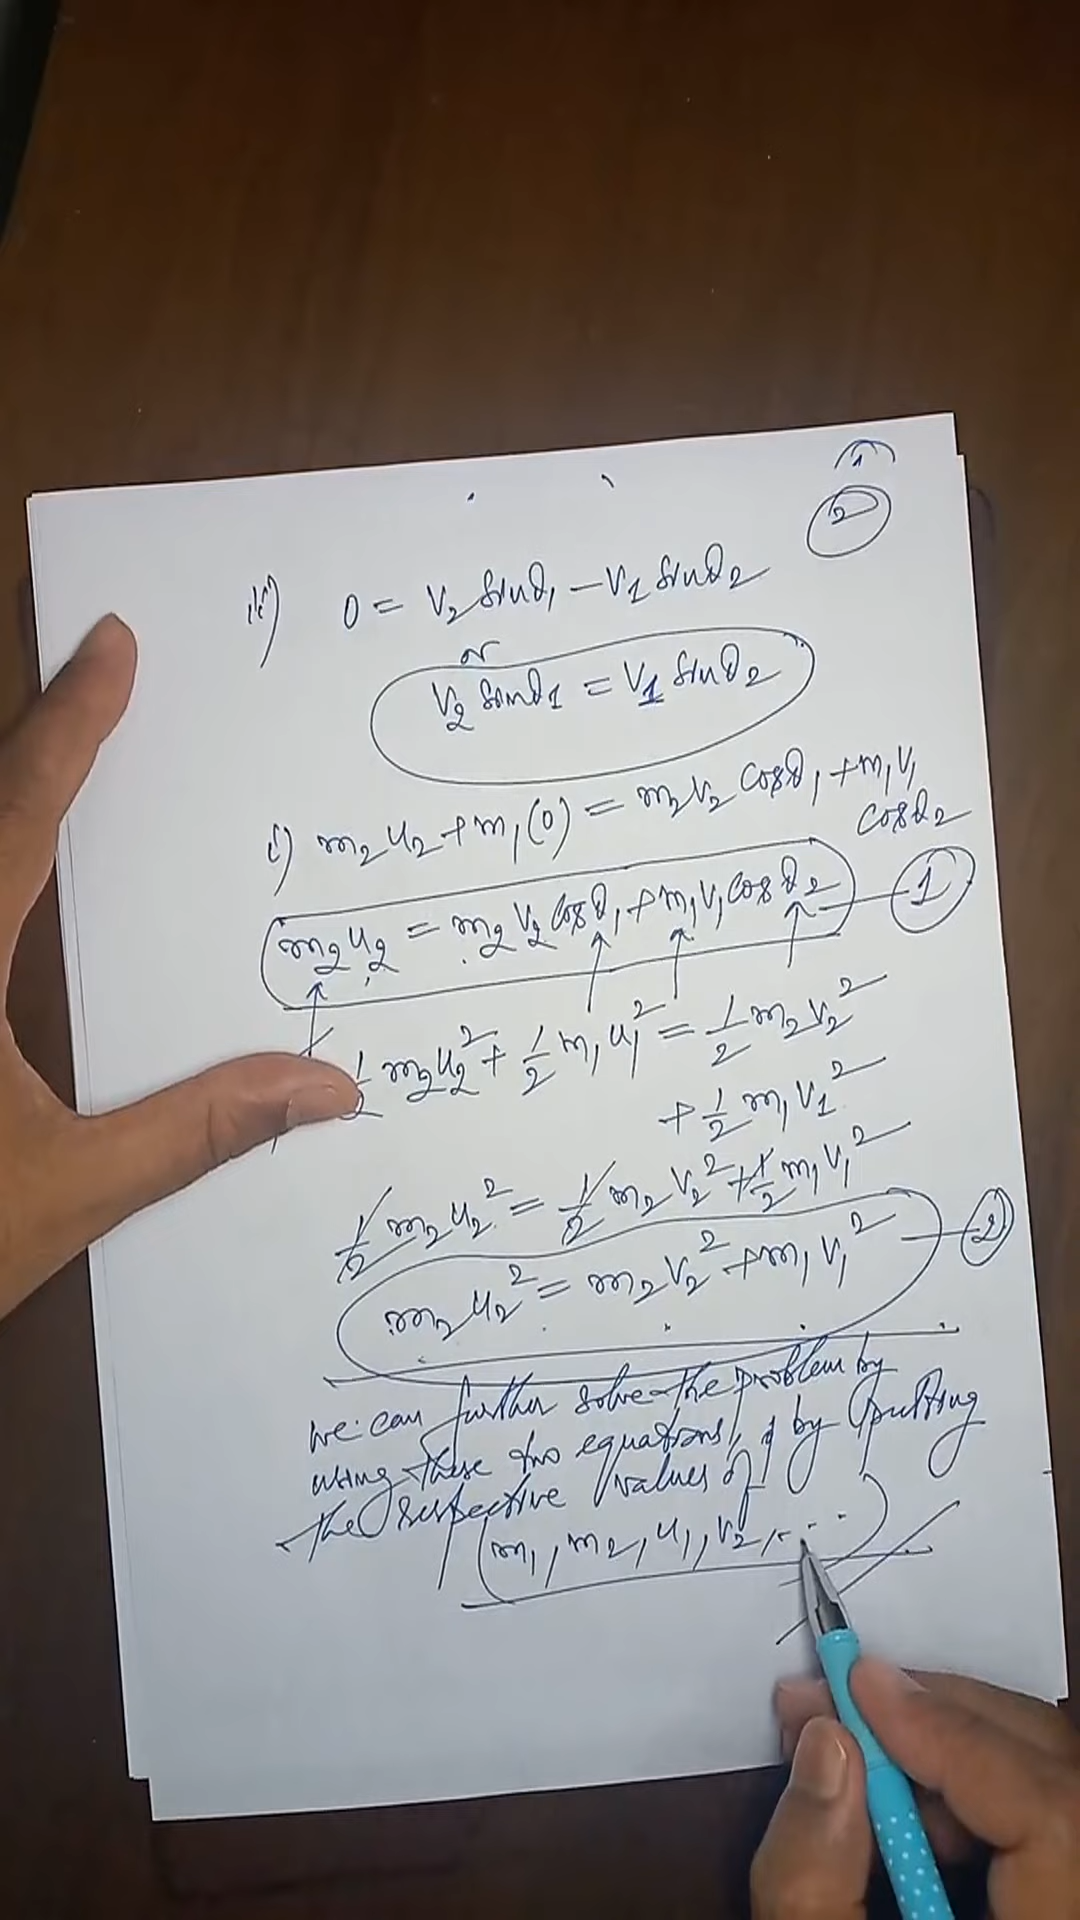 2
ii) 0 = V₂ sinθ₁ − V₁ sinθ₂
or
V₂ sinθ₁ = V₁ sinθ₂
i) m₂u₂ + m₁(0) = m₂V₂ cosθ₁ + m₁V₁
cosθ₂
m₂u₂ = m₂V₂ cosθ₁ + m₁V₁ cosθ₂ — 1
½ m₂u₂² + ½ m₁u₁² = ½ m₂V₂²
+ ½ m₁V₁²
½ m₂u₂² = ½ m₂V₂² + ½ m₁V₁²
m₂u₂² = m₂V₂² + m₁V₁² — 2
we can further solve the problem by
using these two equations, & by putting
the respective values of
(m₁, m₂, u₁, V₂, ....)